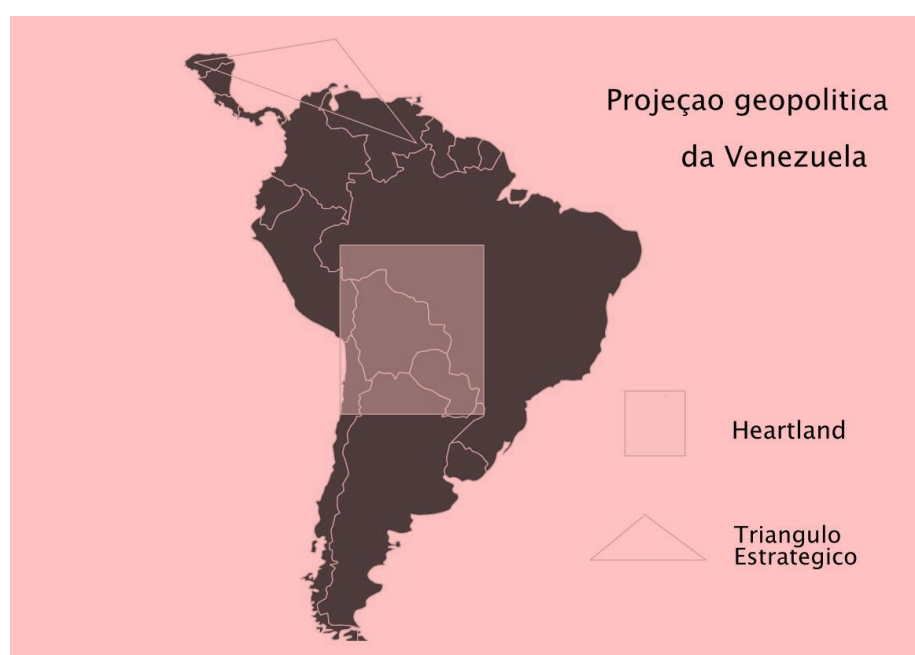 Projeçao geopolitica
da Venezuela
Heartland
Triangulo
Estrategico